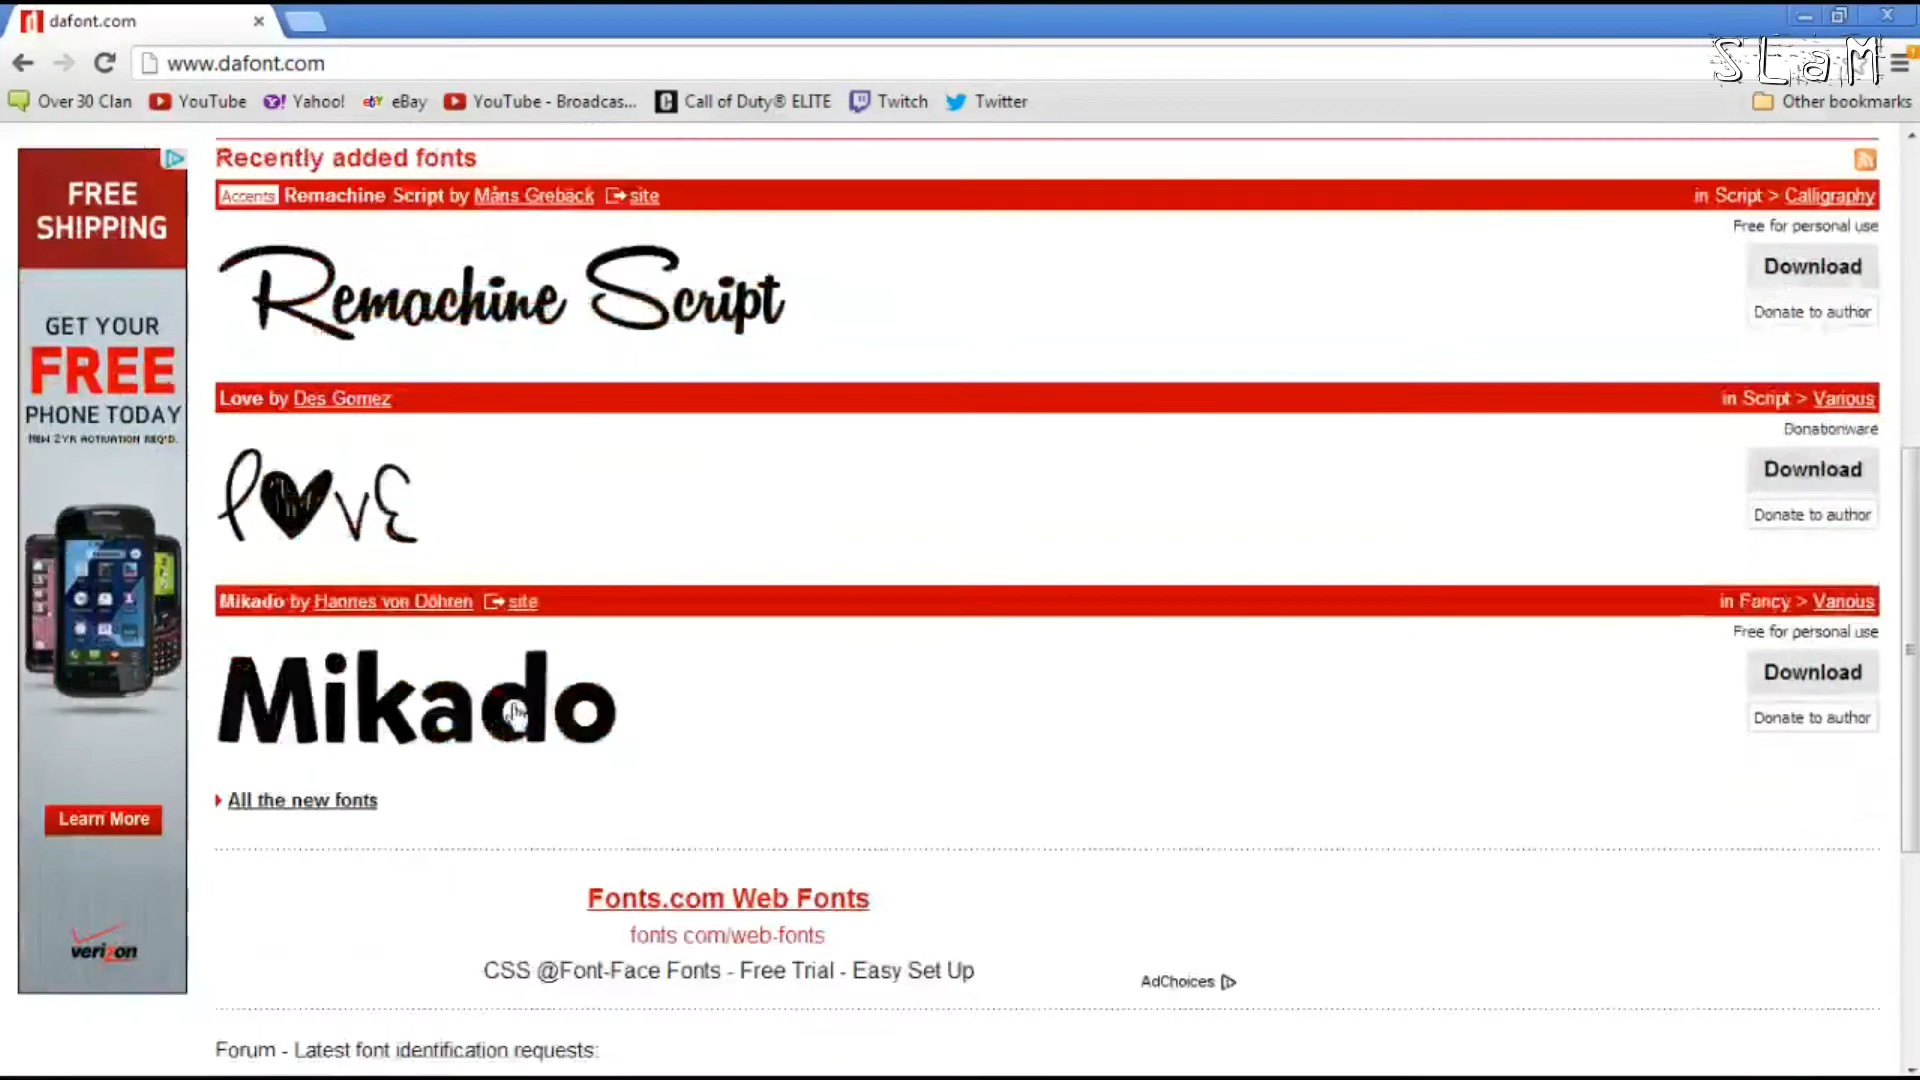 dafont.com
www.dafont.com
SLaM
Over 30 Clan
YouTube
Yahoo!
eBay
YouTube - Broadcas...
Call of Duty® ELITE
Twitch
Twitter
Other bookmarks
FREE
SHIPPING
GET YOUR
FREE
PHONE TODAY
NEW 2YR ACTIVATION REQ'D.
Learn More
verizon
Recently added fonts
Accents Remachine Script by Måns Grebäck site
in Script > Calligraphy
Free for personal use
Remachine Script
Download
Donate to author
Love by Des Gomez
in Script > Various
Donationware
love
Download
Donate to author
Mikado by Hannes von Döhren site
in Fancy > Various
Free for personal use
Mikado
Download
Donate to author
All the new fonts
Fonts.com Web Fonts
fonts.com/web-fonts
CSS @Font-Face Fonts - Free Trial - Easy Set Up
AdChoices
Forum - Latest font identification requests: